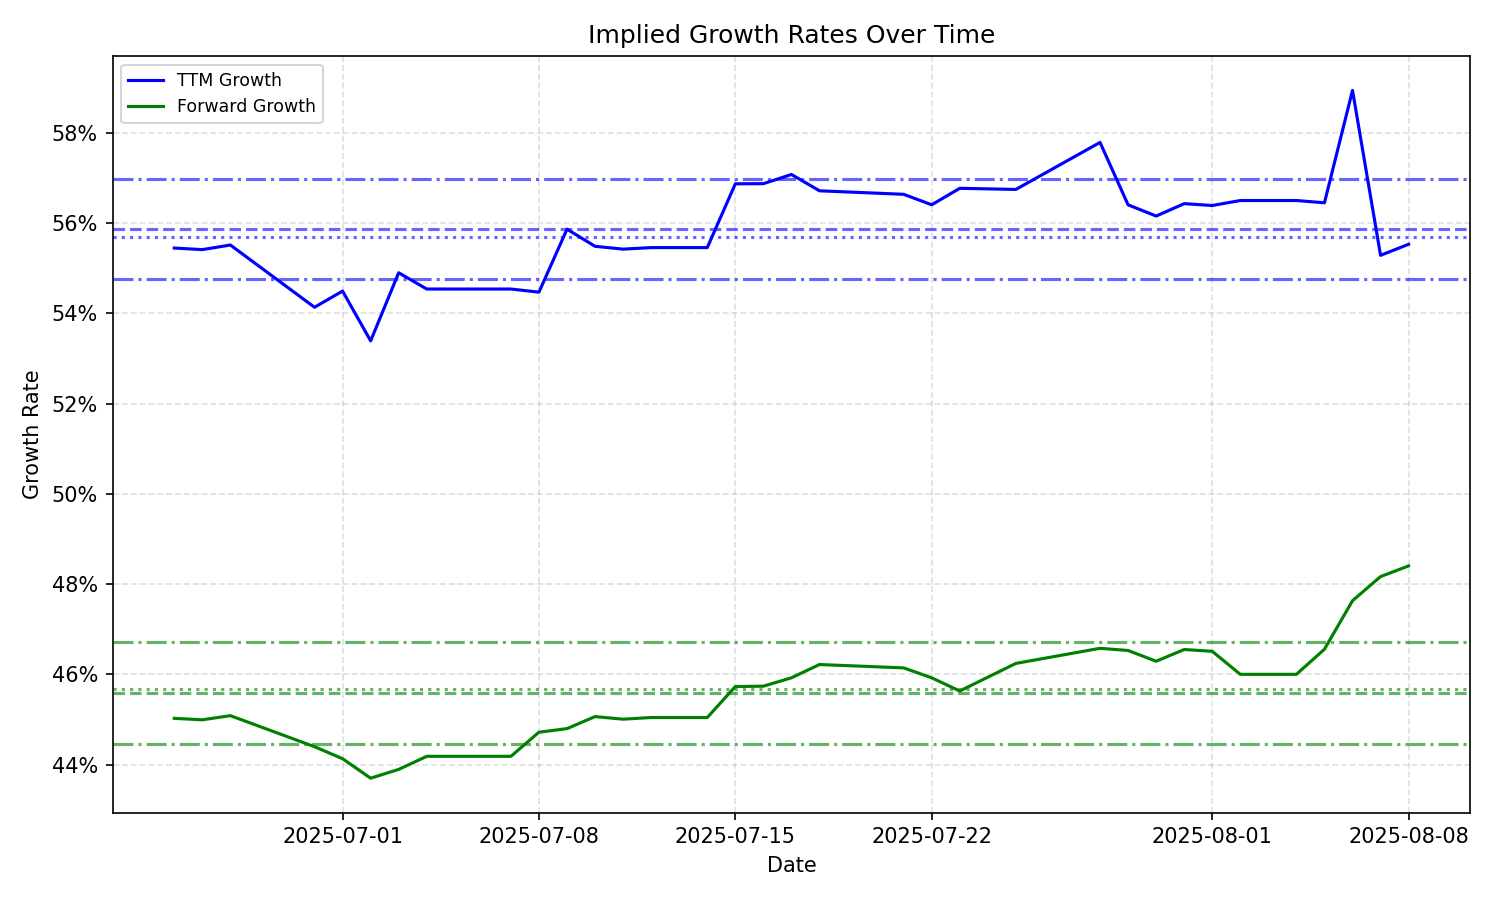 Implied Growth Rates Over Time
TTM Growth
Forward Growth
58%
56%
54%
52%
50%
48%
46%
44%
Growth Rate
2025-07-01 2025-07-08 2025-07-15 2025-07-22 2025-08-01 2025-08-08
Date